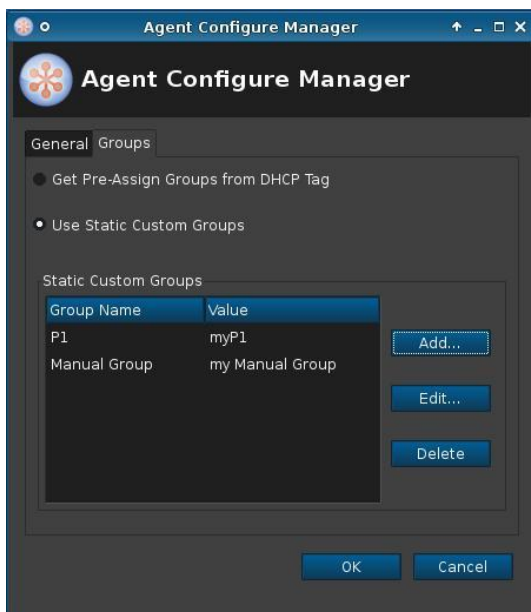 Agent Configure Manager
Agent Configure Manager
General Groups
Get Pre-Assign Groups from DHCP Tag
Use Static Custom Groups
Static Custom Groups
Group Name Value
P1 myP1
Manual Group my Manual Group
Add...
Edit...
Delete
OK Cancel